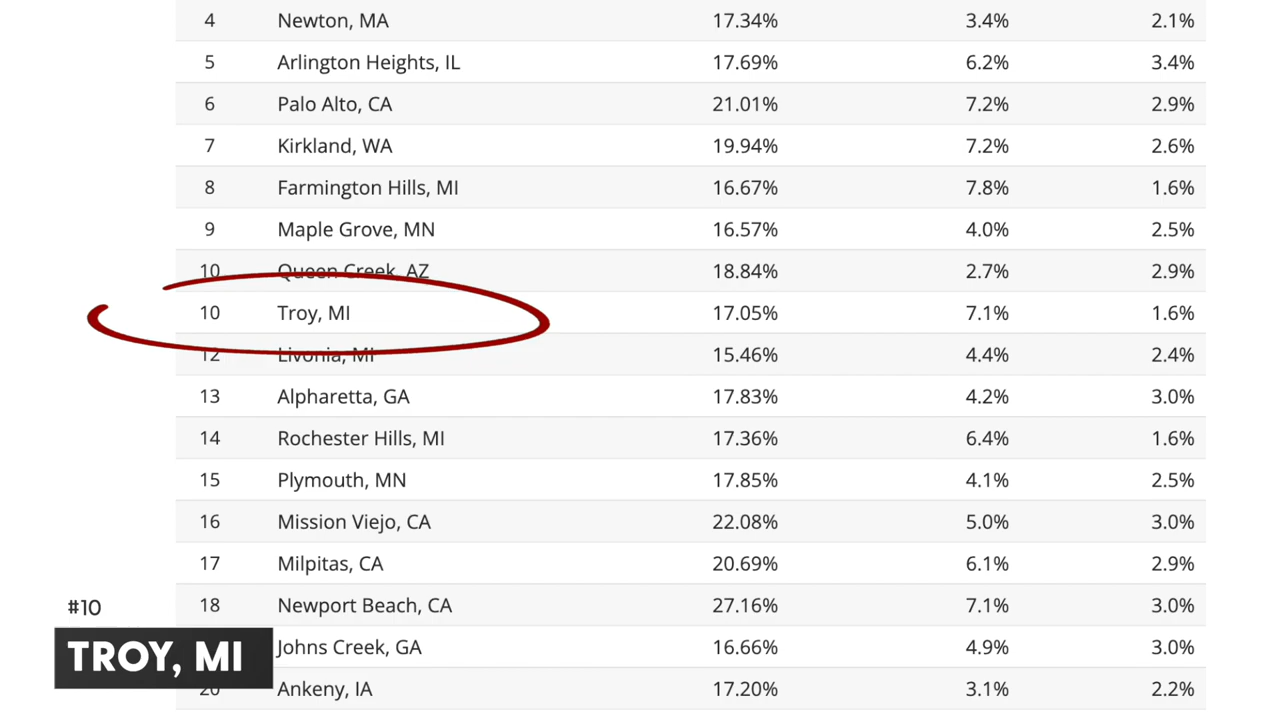 4 Newton, MA 17.34% 3.4% 2.1%
5 Arlington Heights, IL 17.69% 6.2% 3.4%
6 Palo Alto, CA 21.01% 7.2% 2.9%
7 Kirkland, WA 19.94% 7.2% 2.6%
8 Farmington Hills, MI 16.67% 7.8% 1.6%
9 Maple Grove, MN 16.57% 4.0% 2.5%
10 Queen Creek, AZ 18.84% 2.7% 2.9%
10 Troy, MI 17.05% 7.1% 1.6%
12 Livonia, MI 15.46% 4.4% 2.4%
13 Alpharetta, GA 17.83% 4.2% 3.0%
14 Rochester Hills, MI 17.36% 6.4% 1.6%
15 Plymouth, MN 17.85% 4.1% 2.5%
16 Mission Viejo, CA 22.08% 5.0% 3.0%
17 Milpitas, CA 20.69% 6.1% 2.9%
18 Newport Beach, CA 27.16% 7.1% 3.0%
Johns Creek, GA 16.66% 4.9% 3.0%
20 Ankeny, IA 17.20% 3.1% 2.2%
#10
TROY, MI